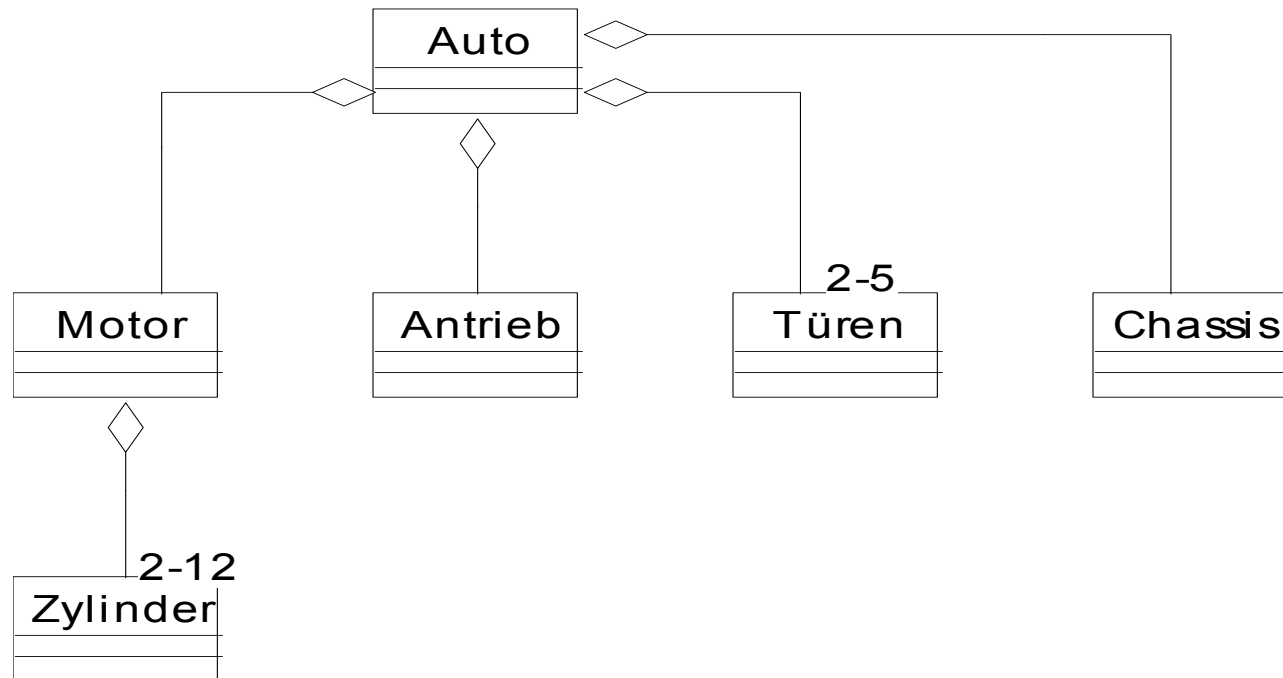 Auto
2-5
Motor
Antrieb
Türen
Chassis
2-12
Zylinder